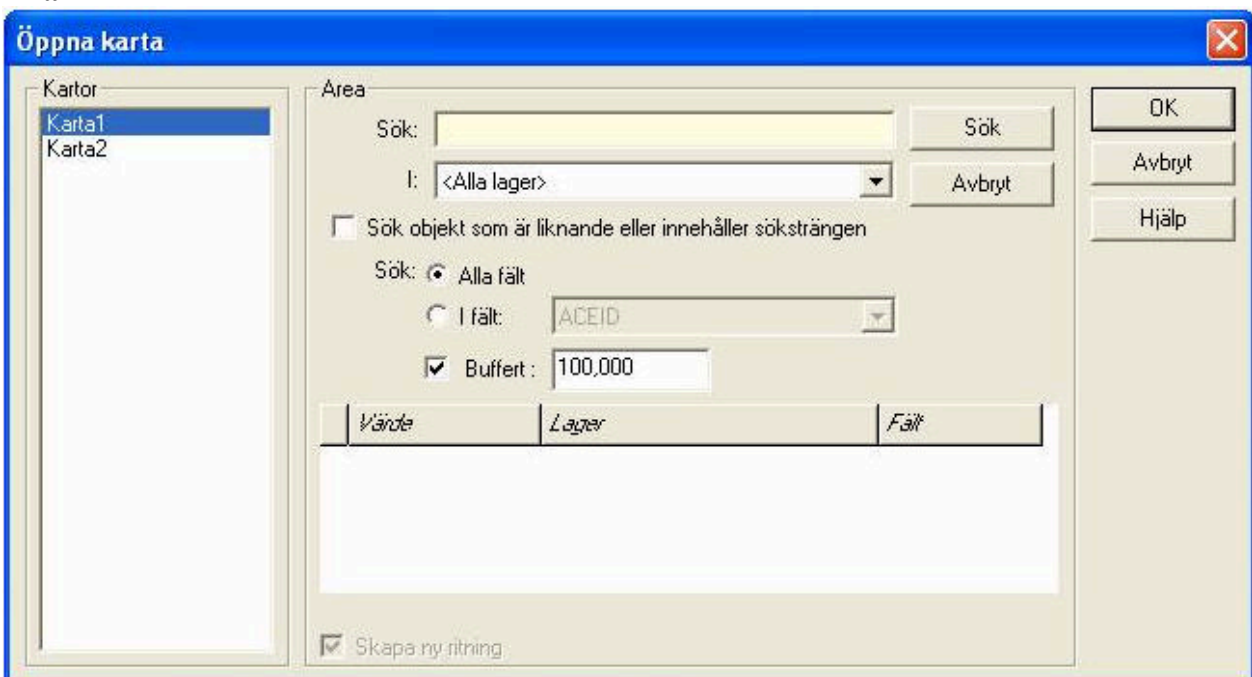 Öppna karta
Kartor
Karta1
Karta2
Area
Sök:
Sök
I: <Alla lager>
Avbryt
Sök objekt som är liknande eller innehåller söksträngen
Sök: Alla fält
I fält: ACEID
Buffert : 100,000
Värde Lager Fält
Skapa ny ritning
OK
Avbryt
Hjälp